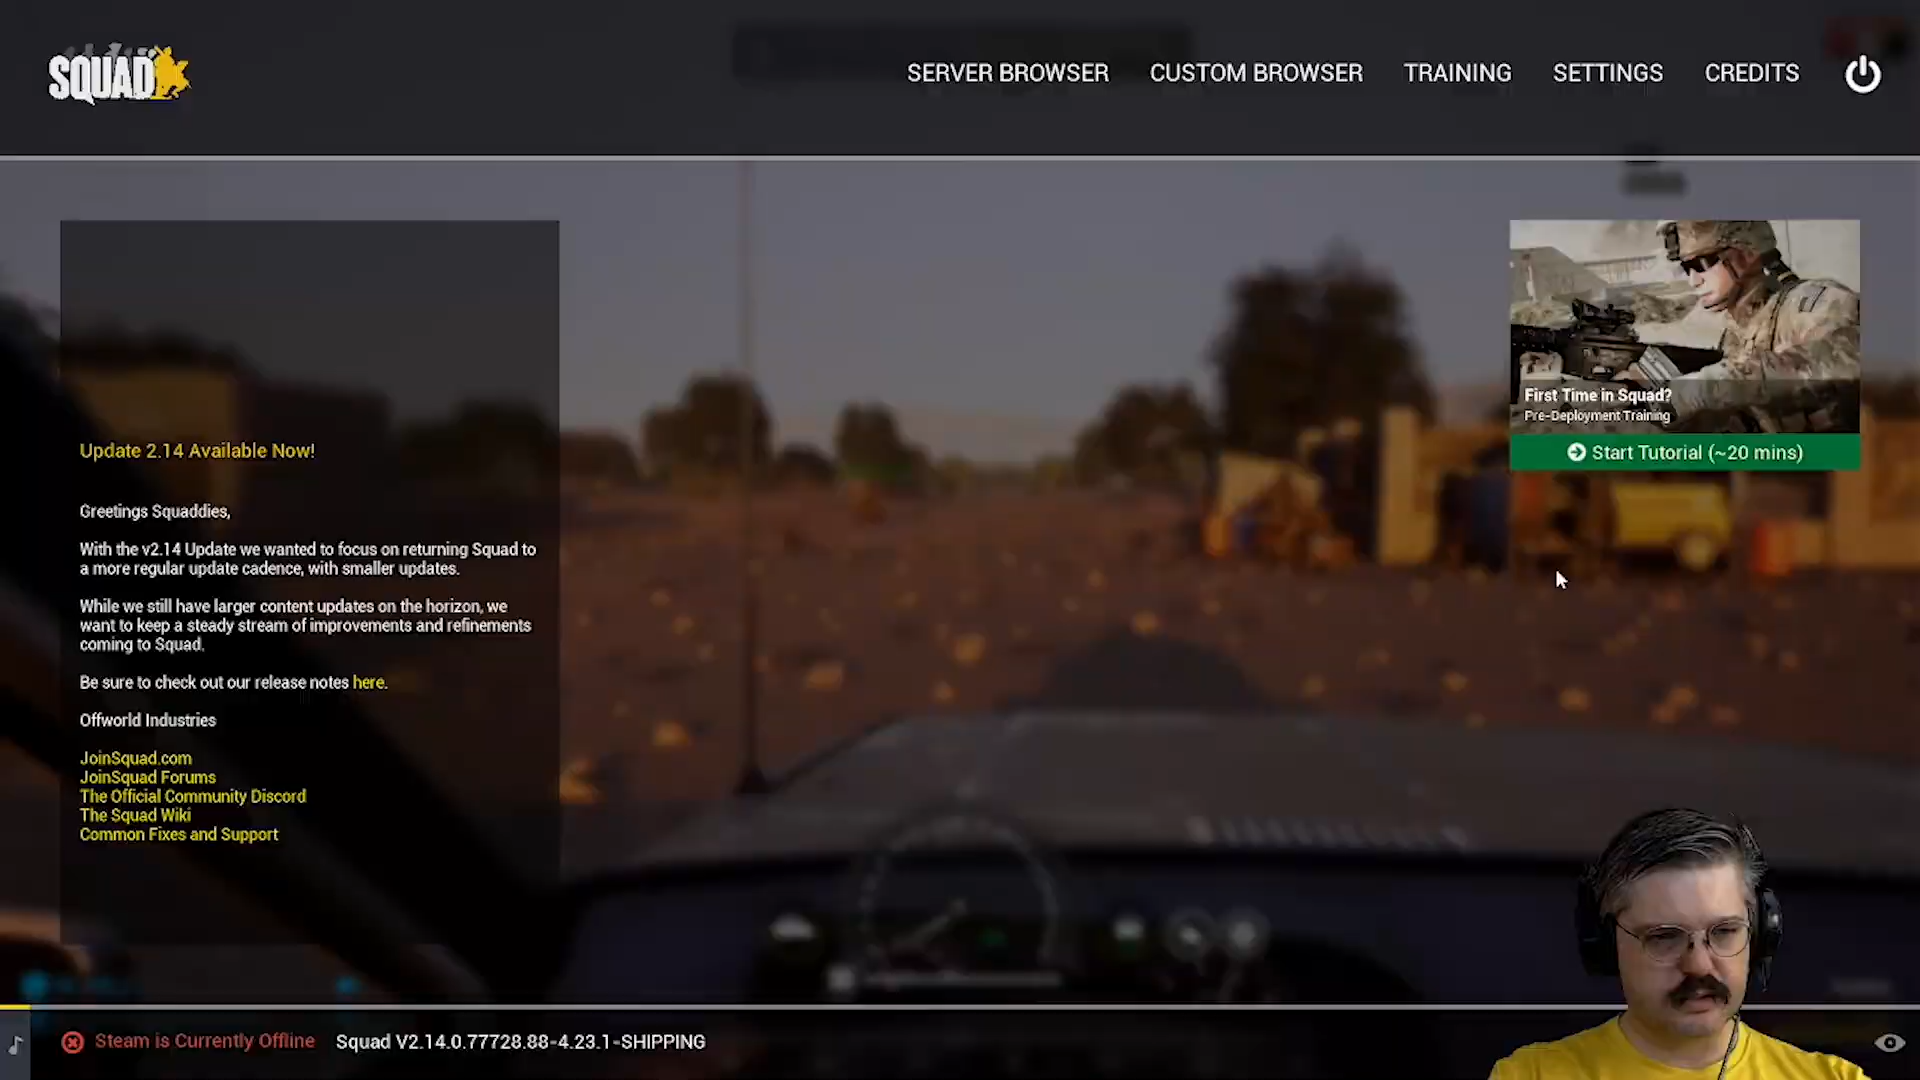 SQUAD
SERVER BROWSER
CUSTOM BROWSER
TRAINING
SETTINGS
CREDITS
First Time in Squad?
Pre-Deployment Training
Start Tutorial (~20 mins)
Update 2.14 Available Now!
Greetings Squaddies,
With the v2.14 Update we wanted to focus on returning Squad to
a more regular update cadence, with smaller updates.
While we still have larger content updates on the horizon, we
want to keep a steady stream of improvements and refinements
coming to Squad.
Be sure to check out our release notes here.
Offworld Industries
JoinSquad.com
JoinSquad Forums
The Official Community Discord
The Squad Wiki
Common Fixes and Support
Steam is Currently Offline
Squad V2.14.0.77728.88-4.23.1-SHIPPING